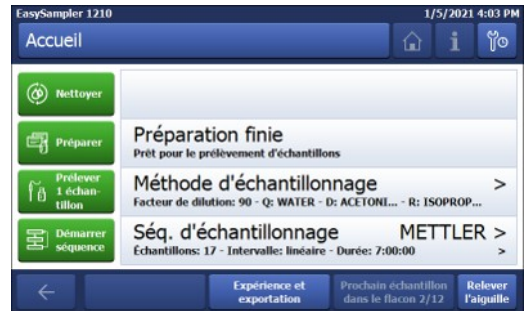 EasySampler 1210 1/5/2021 4:03 PM
Accueil
Nettoyer
Préparer
Préparation finie
Prêt pour le prélèvement d'échantillons
Prélever
1 échan-
tillon
Méthode d'échantillonnage >
Facteur de dilution: 90 - Q: WATER - D: ACETONI... - R: ISOPROP...
Démarrer
séquence
Séq. d'échantillonnage METTLER >
Échantillons: 17 - Intervalle: linéaire - Durée: 7:00:00 >
Expérience et
exportation
Prochain échantillon
dans le flacon 2/12
Relever
l'aiguille